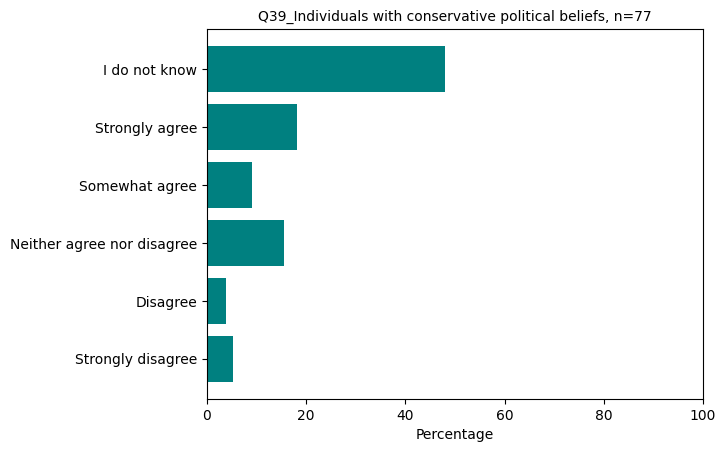 Q39_Individuals with conservative political beliefs, n=77
I do not know
Strongly agree
Somewhat agree
Neither agree nor disagree
Disagree
Strongly disagree
0 20 40 60 80 100
Percentage